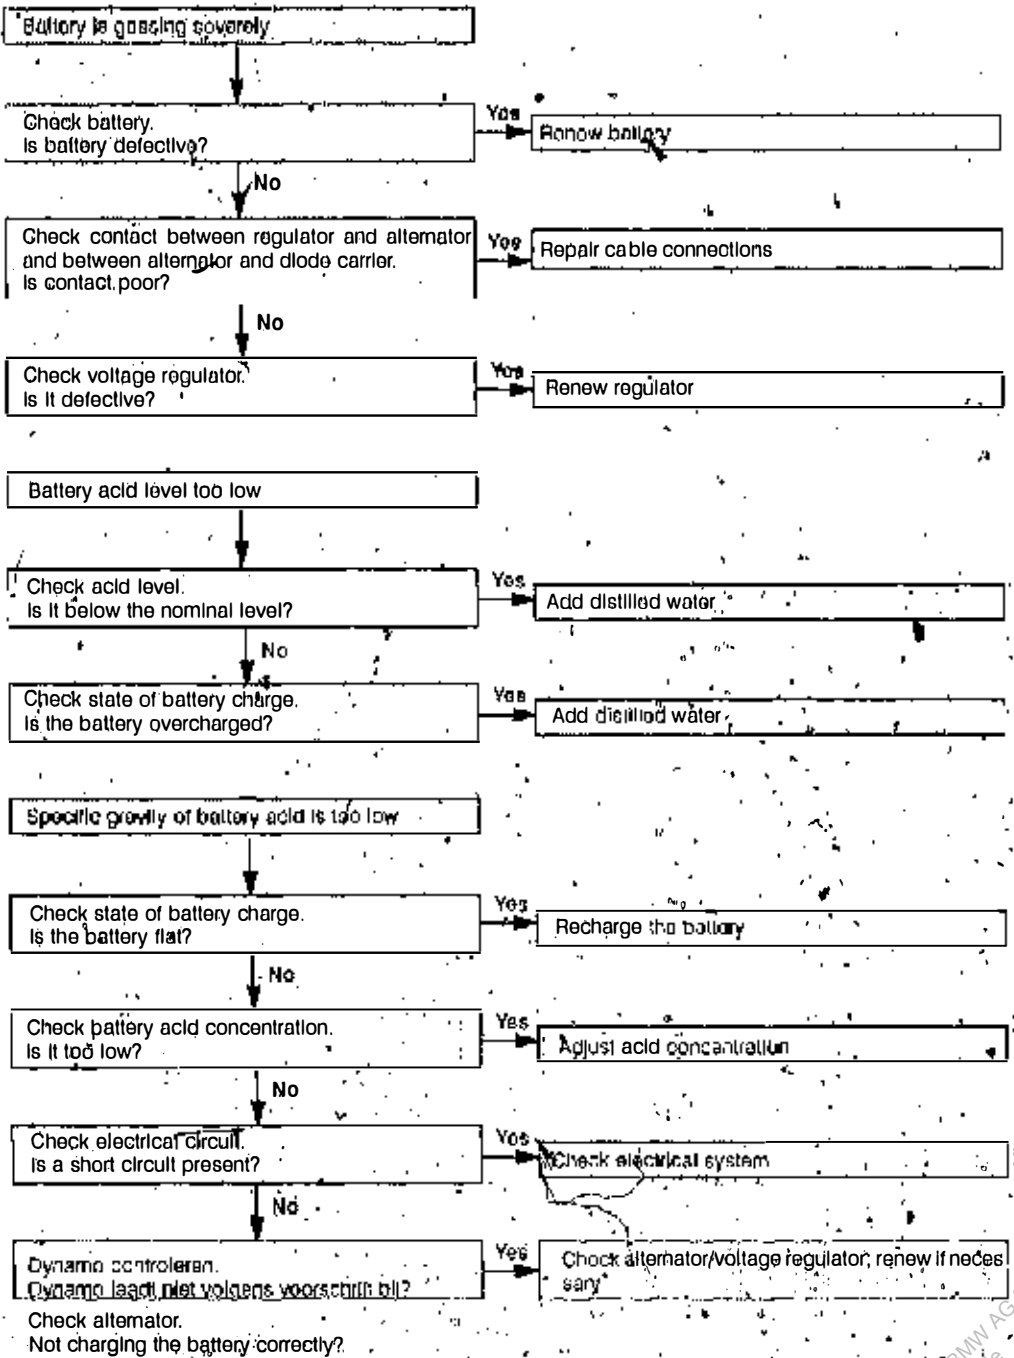 Battery is gassing severely
Check battery.
Is battery defective?
Yes
Renew battery
No
Check contact between regulator and alternator
and between alternator and diode carrier.
Is contact poor?
Yes
Repair cable connections
No
Check voltage regulator.
Is it defective?
Yes
Renew regulator
Battery acid level too low
Check acid level.
Is it below the nominal level?
Yes
Add distilled water
No
Check state of battery charge.
Is the battery overcharged?
Yes
Add distilled water
Specific gravity of battery acid is too low
Check state of battery charge.
Is the battery flat?
Yes
Recharge the battery
No
Check battery acid concentration.
Is it too low?
Yes
Adjust acid concentration
No
Check electrical circuit.
Is a short circuit present?
Yes
Check electrical system
No
Dynamo controleren.
Dynamo laadt niet volgens voorschrift bij?
Yes
Check alternator/voltage regulator; renew if neces
sary
Check alternator.
Not charging the battery correctly?
BMW AG